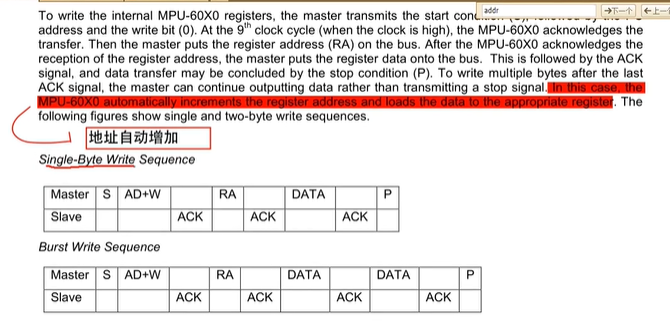 addr
→下一个
←上一
To write the internal MPU-60X0 registers, the master transmits the start
address and the write bit (0). At the 9th clock cycle (when the clock is high), the MPU-60X0 acknowledges the
transfer. Then the master puts the register address (RA) on the bus. After the MPU-60X0 acknowledges the
reception of the register address, the master puts the register data onto the bus. This is followed by the ACK
signal, and data transfer may be concluded by the stop condition (P). To write multiple bytes after the last
ACK signal, the master can continue outputting data rather than transmitting a stop signal. In this case, the
MPU-60X0 automatically increments the register address and loads the data to the appropriate register. The
following figures show single and two-byte write sequences.
地址自动增加
Single-Byte Write Sequence
Master S AD+W RA DATA P
Slave ACK ACK ACK
Burst Write Sequence
Master S AD+W RA DATA DATA P
Slave ACK ACK ACK ACK